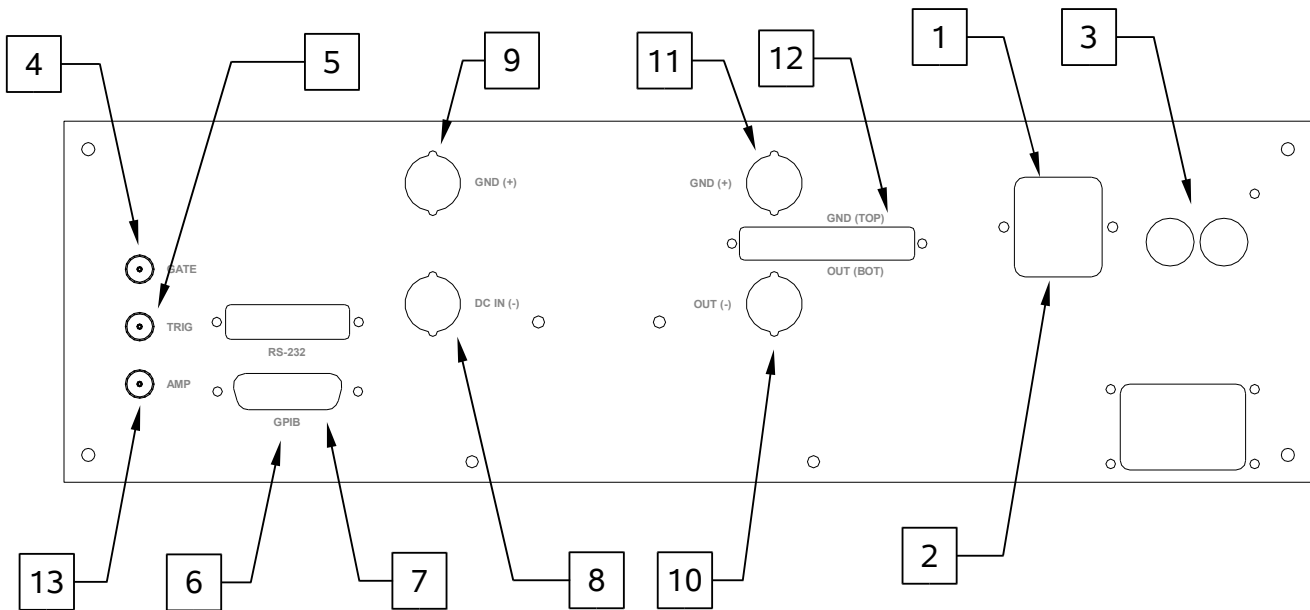 1
3
4
5
9
11
12
GND (+)
GND (+)
GND (TOP)
GATE
OUT (BOT)
DC IN (-)
OUT (-)
TRIG
RS-232
AMP
GPIB
2
13
6
7
8
10